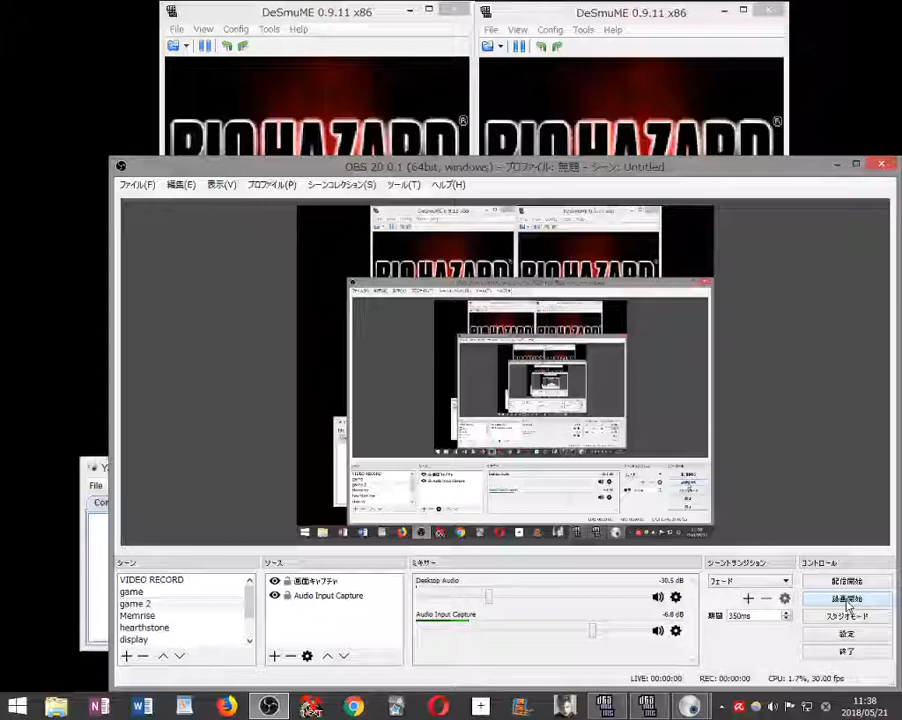 DeSmuME 0.9.11 x86
DeSmuME 0.9.11 x86
File View Config Tools Help
File View Config Tools Help
BIOHAZARD®
BIOHAZARD®
OBS 20.0.1 (64bit, windows) - プロファイル: 無題 - シーン: Untitled
ファイル(F) 編集(E) 表示(V) プロファイル(P) シーンコレクション(S) ツール(T) ヘルプ(H)
File
シーン
ソース
ミキサー
シーントランジション
コントロール
VIDEO RECORD
game
game 2
Memrise
hearthstone
display
画面キャプチャ
Audio Input Capture
Desktop Audio -30.5 dB
Audio Input Capture -6.8 dB
フェード
期間 350ms
配信開始
録画開始
スタジオモード
設定
終了
LIVE: 00:00:00 REC: 00:00:00 CPU: 1.7%, 30.00 fps
11:38
2018/05/21